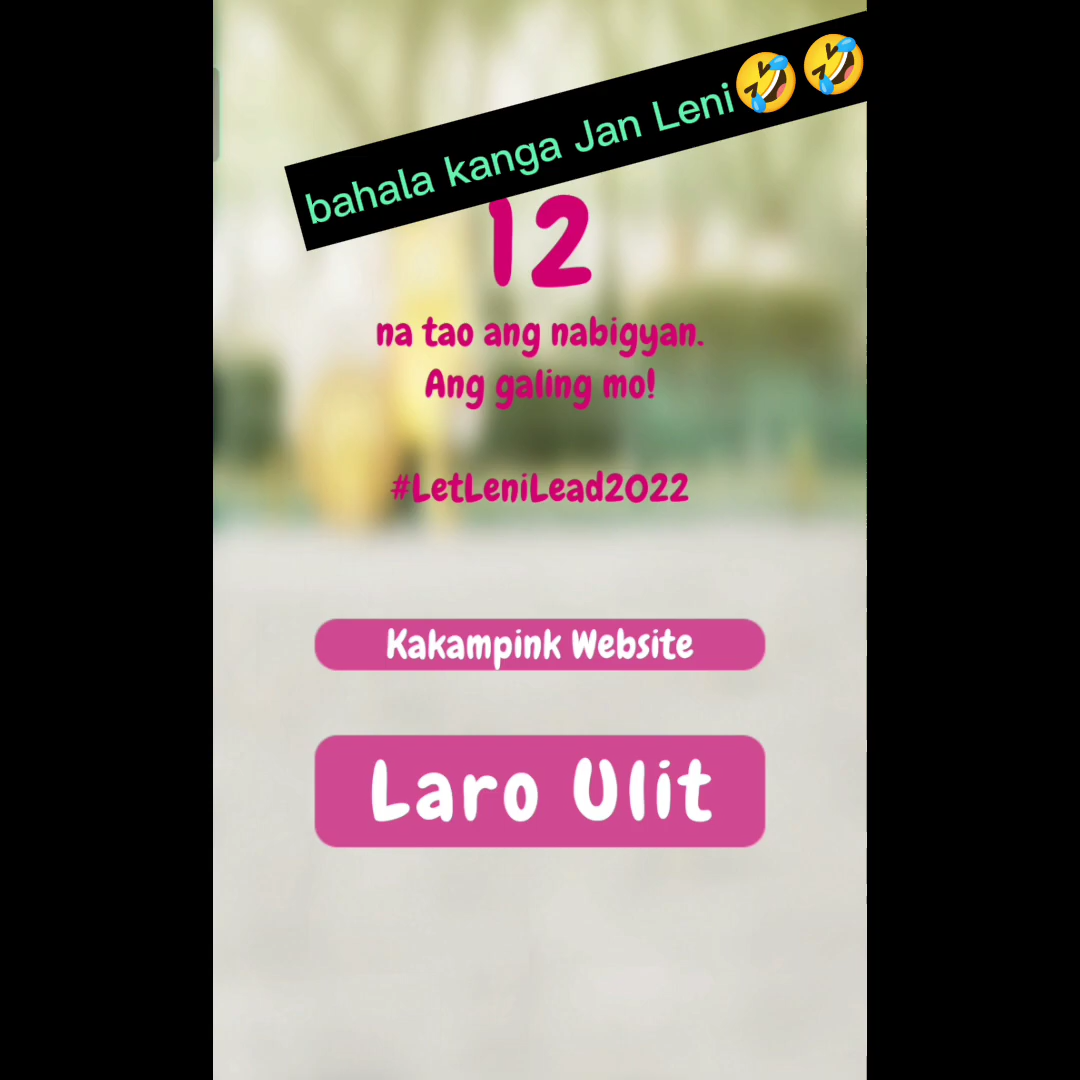 bahala kanga Jan Leni🤣🤣
12
na tao ang nabigyan.
Ang galing mo!
#LetLeniLead2022
Kakampink Website
Laro Ulit